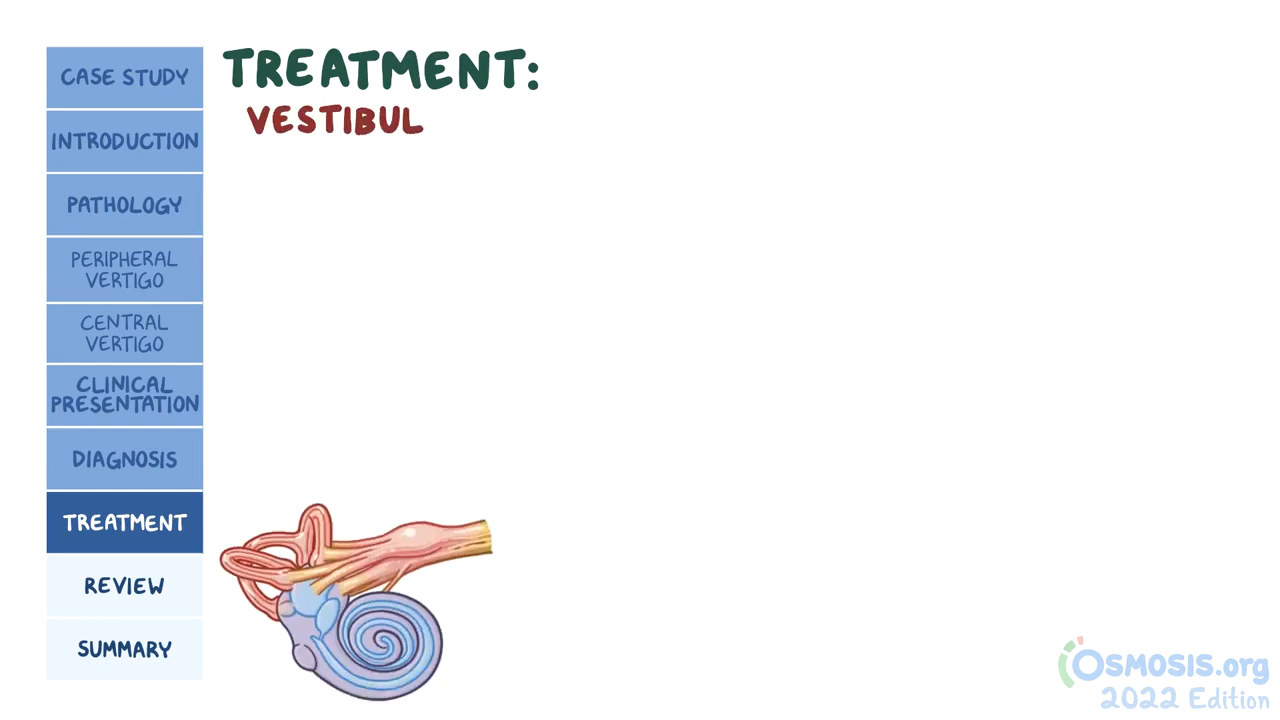 CASE STUDY
INTRODUCTION
PATHOLOGY
PERIPHERAL
VERTIGO
CENTRAL
VERTIGO
CLINICAL
PRESENTATION
DIAGNOSIS
TREATMENT
REVIEW
SUMMARY
TREATMENT:
VESTIBUL
OSMOSIS.org
2022 Edition